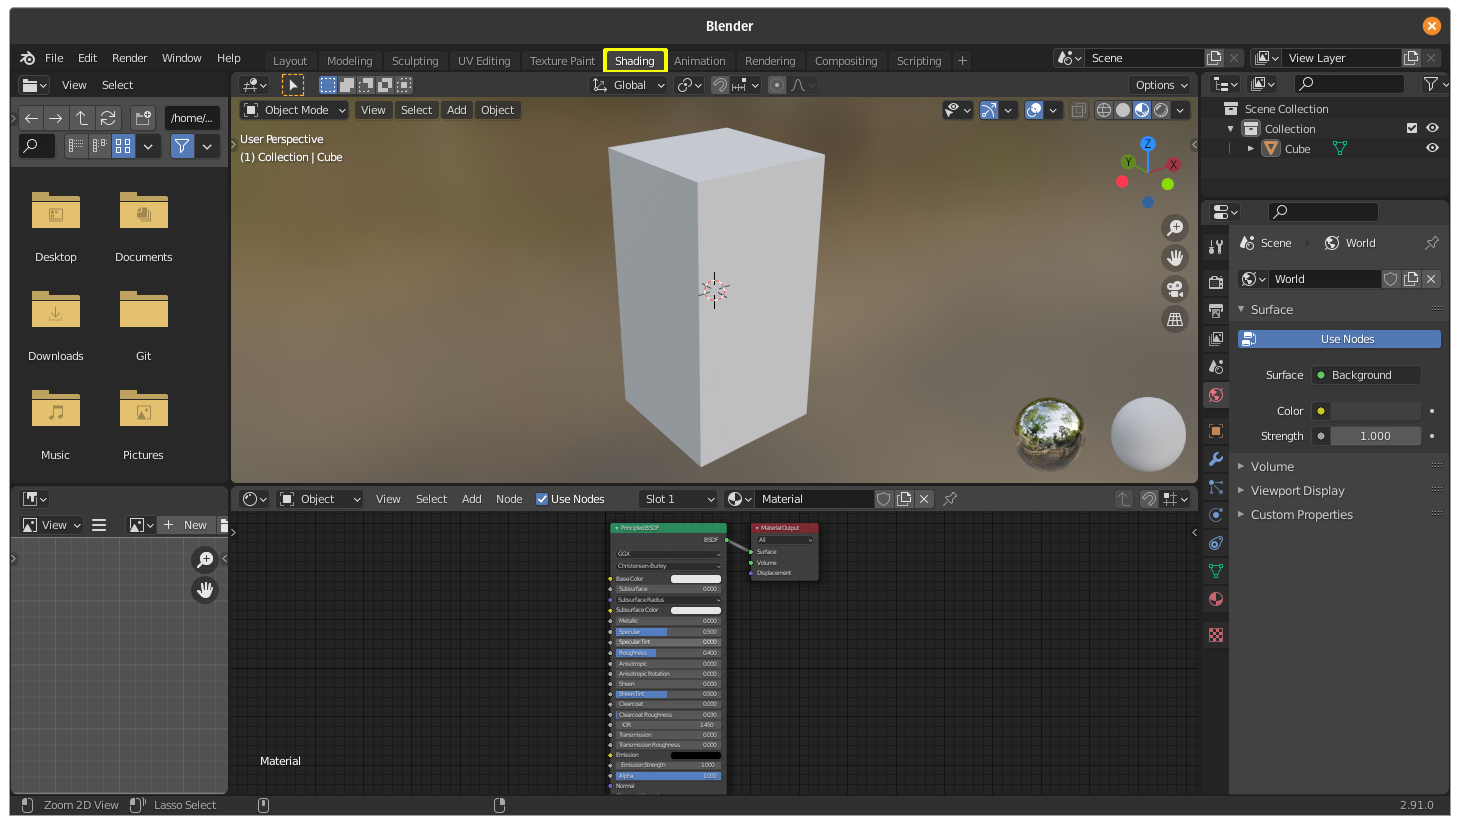 Blender
File Edit Render Window Help Layout Modeling Sculpting UV Editing Texture Paint Shading Animation Rendering Compositing Scripting + Scene View Layer
View Select Global Options
/home/... Object Mode View Select Add Object
User Perspective
(1) Collection | Cube
Z
Y
X
Desktop Documents
Downloads Git
Music Pictures
Scene Collection
Collection
Cube
Scene World
World
Surface
Use Nodes
Surface Background
Color
Strength 1.000
Volume
Viewport Display
Custom Properties
Object View Select Add Node Use Nodes Slot 1 Material
View + New
Principled BSDF
BSDF
GGX
Christensen-Burley
Base Color
Subsurface 0.000
Subsurface Radius
Subsurface Color
Metallic 0.000
Specular 0.500
Specular Tint 0.000
Roughness 0.400
Anisotropic 0.000
Anisotropic Rotation 0.000
Sheen 0.000
Sheen Tint 0.500
Clearcoat 0.000
Clearcoat Roughness 0.030
IOR 1.450
Transmission 0.000
Transmission Roughness 0.000
Emission
Emission Strength 1.000
Alpha 1.000
Normal
Material Output
All
Surface
Volume
Displacement
Material
Zoom 2D View Lasso Select 2.91.0